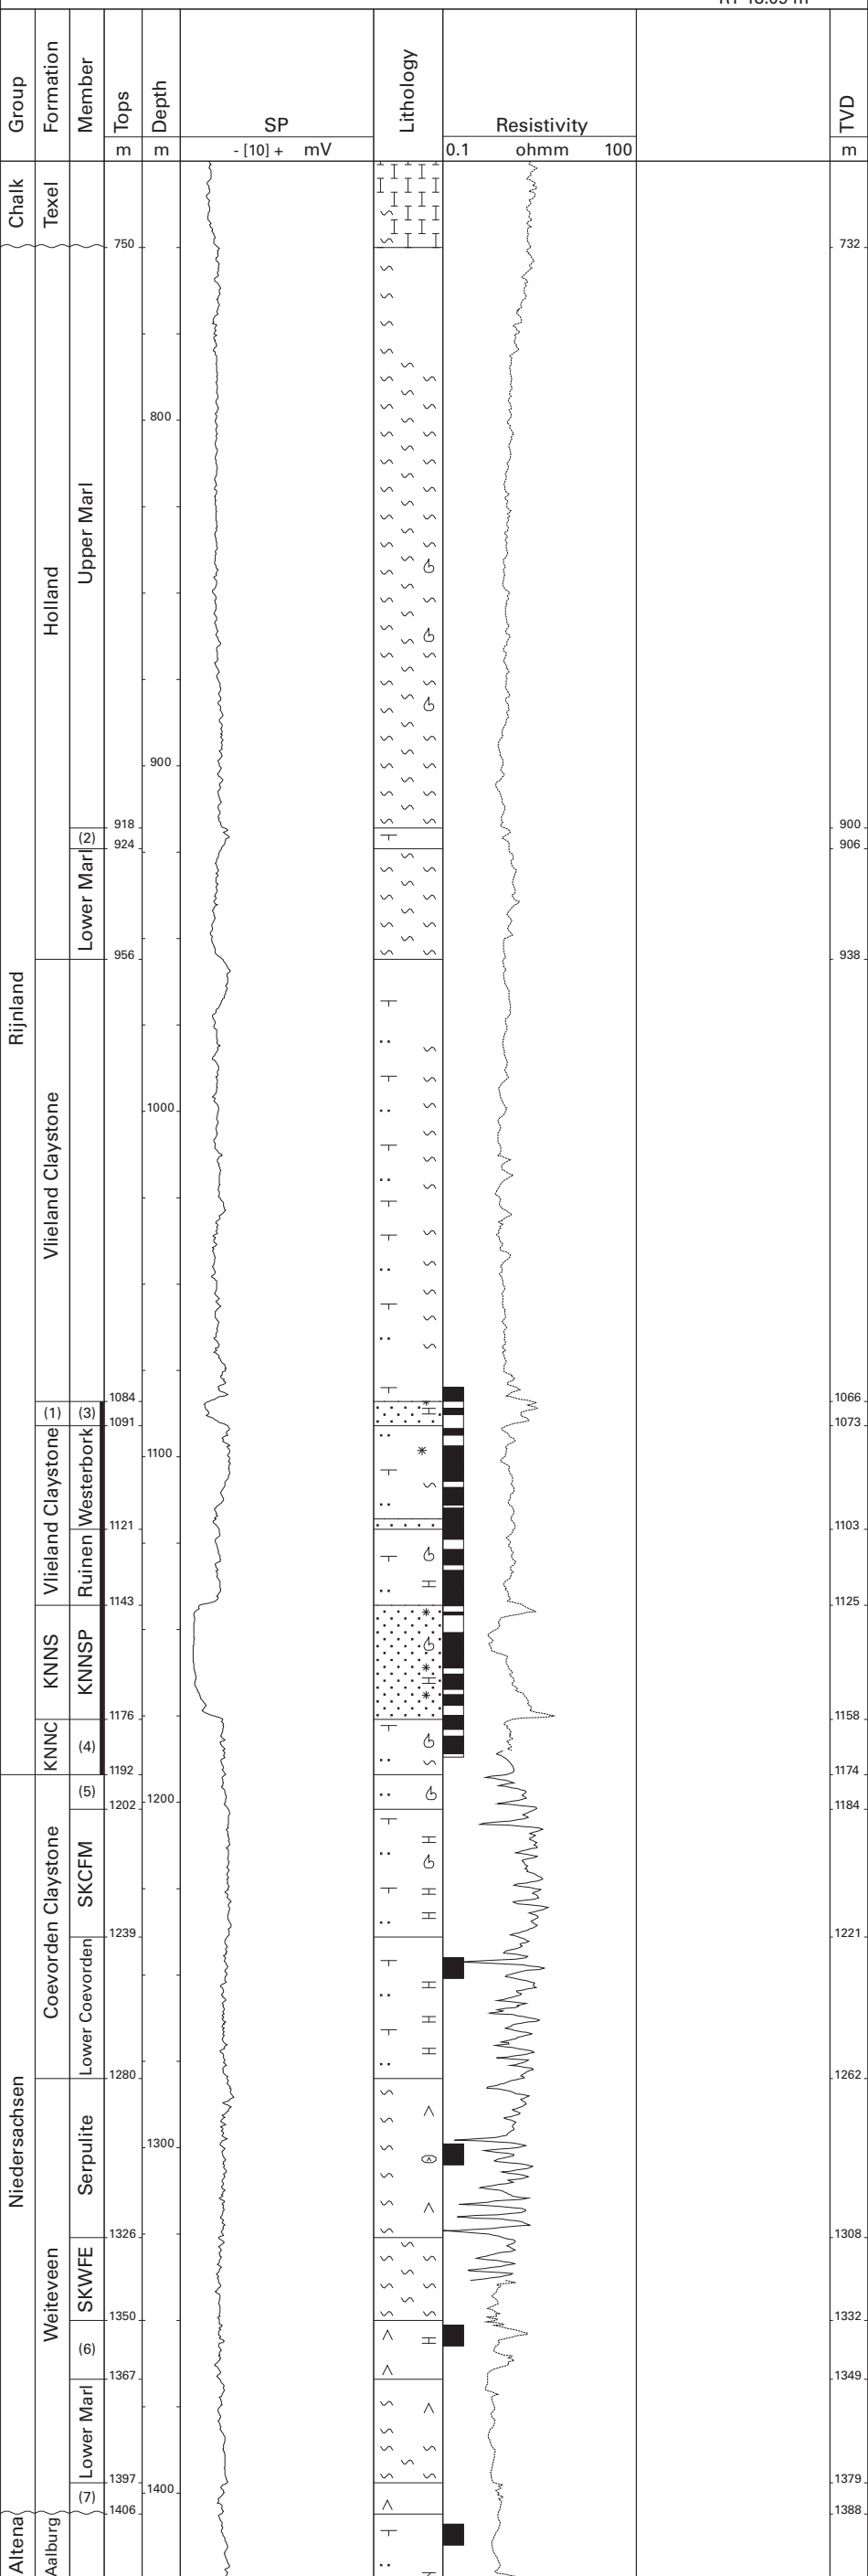 Group Formation Member Tops Depth SP Lithology Resistivity TVD
m m - [10] + mV 0.1 ohmm 100 m
Chalk Texel
750 732
800
Upper Marl
Holland
900
918 900
(2)
924 906
Lower Marl
956 938
Rijnland
1000
Vlieland Claystone
1084 1066
(1) (3)
1091 1073
Westerbork
1100
Vlieland Claystone
1121 1103
Ruinen
1143 1125
KNNS KNNSP
1176 1158
KNNC (4)
1192 1174
(5)
1200
1202 1184
Coevorden Claystone
SKCFM
1239 1221
Lower Coevorden
1280 1262
Niedersachsen
Serpulite
1300
1326 1308
Weiteveen
SKWFE
1350 1332
(6)
1367 1349
Lower Marl
1397 1379
1400
(7)
1406 1388
Altena Aalburg